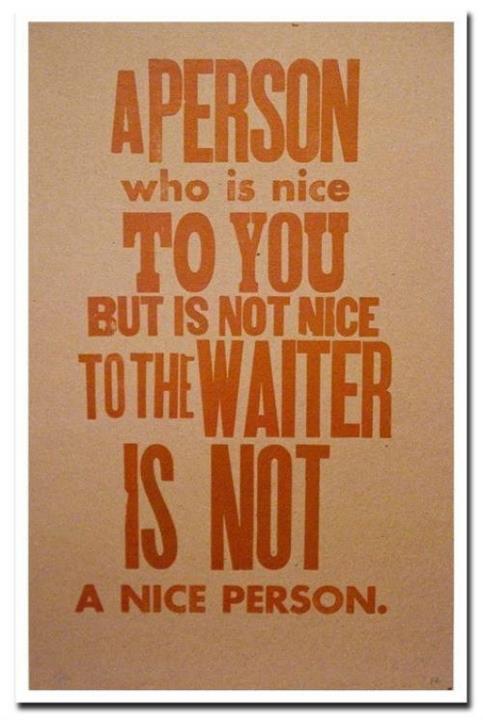 A PERSON
who is nice
TO YOU
BUT IS NOT NICE
TO THE WAITER
IS NOT
A NICE PERSON.